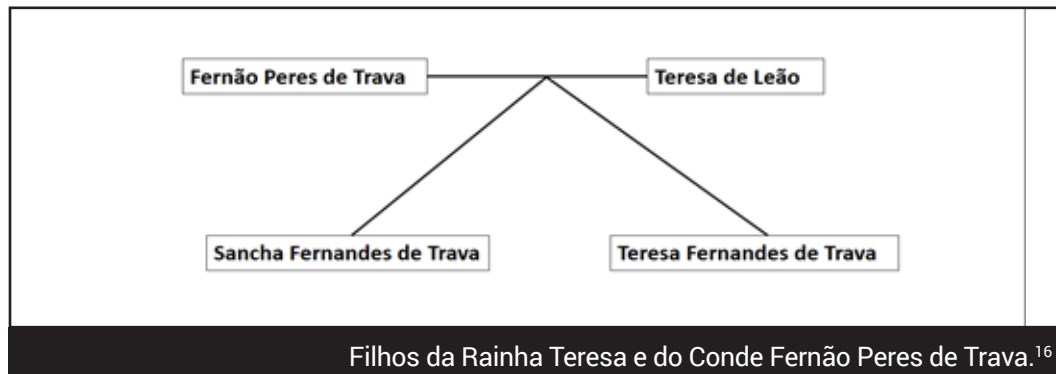 Fernão Peres de Trava Teresa de Leão
Sancha Fernandes de Trava Teresa Fernandes de Trava
Filhos da Rainha Teresa e do Conde Fernão Peres de Trava.16